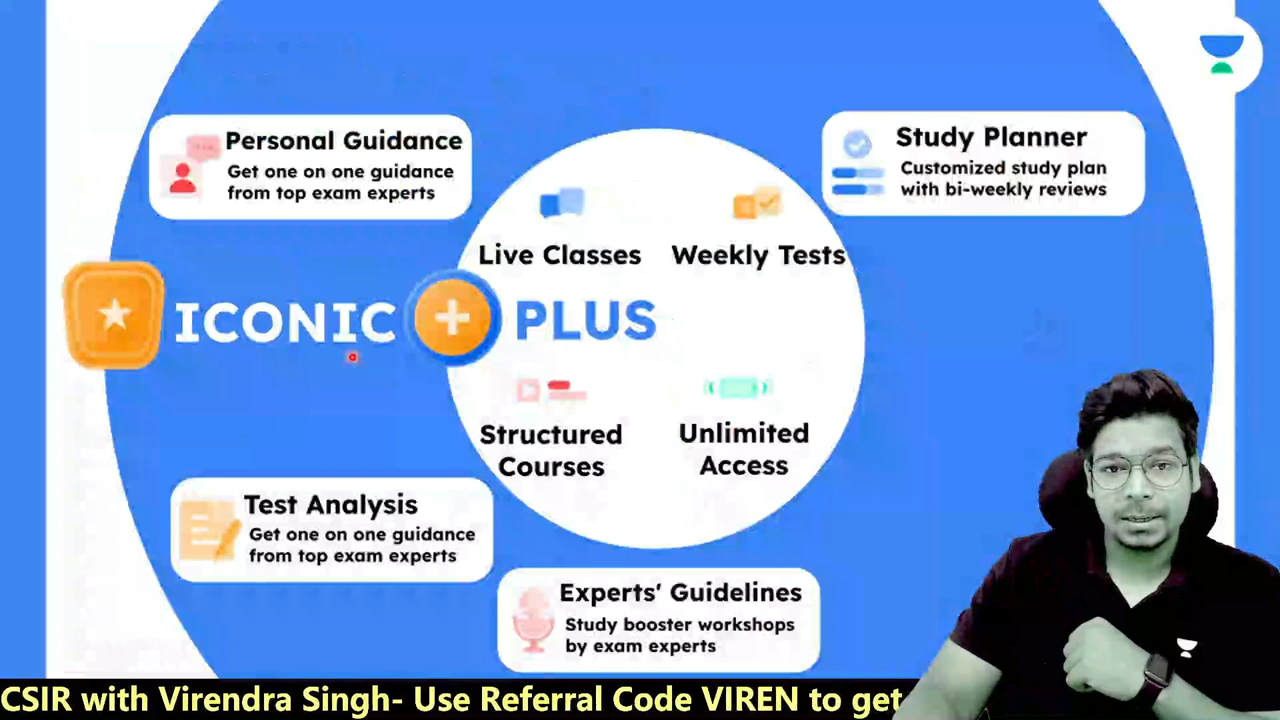 Personal Guidance
Get one on one guidance
from top exam experts
Study Planner
Customized study plan
with bi-weekly reviews
Live Classes
Weekly Tests
ICONIC
PLUS
Structured
Courses
Unlimited
Access
Test Analysis
Get one on one guidance
from top exam experts
Experts' Guidelines
Study booster workshops
by exam experts
CSIR with Virendra Singh- Use Referral Code VIREN to get